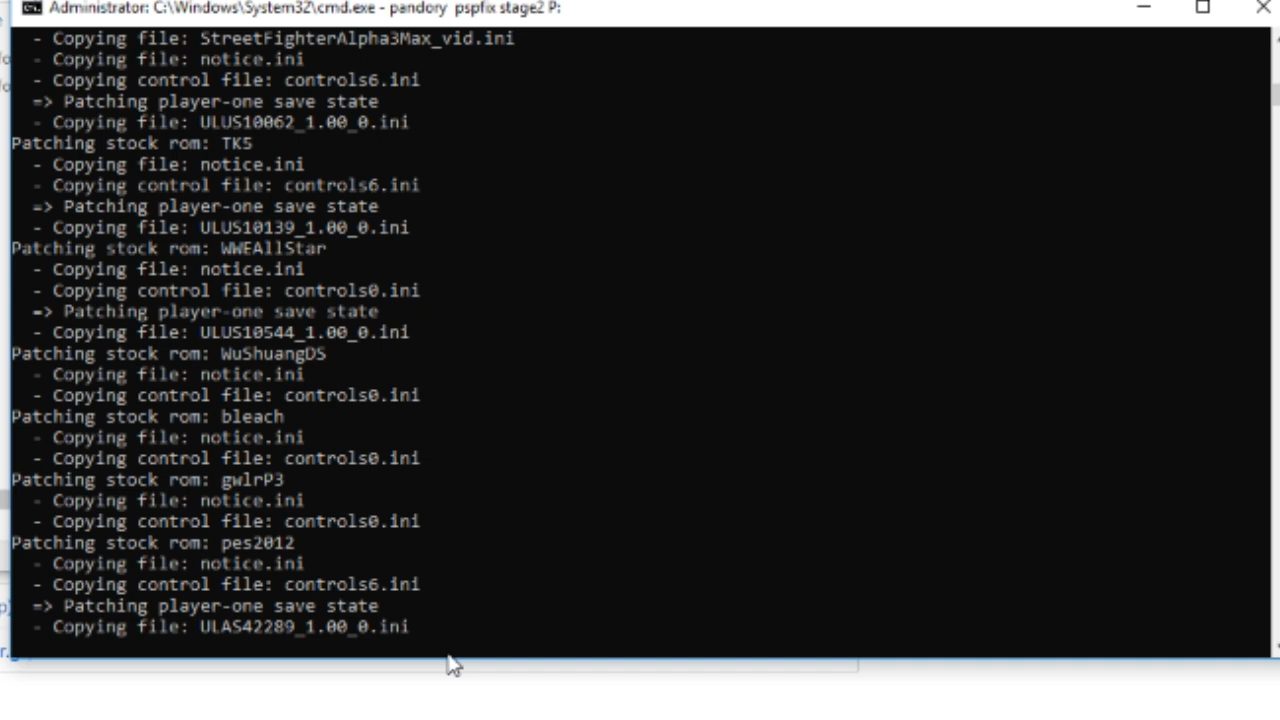 Administrator: C:\Windows\System32\cmd.exe - pandory  pspfix stage2 P:
- Copying file: StreetFighterAlpha3Max_vid.ini
- Copying file: notice.ini
- Copying control file: controls6.ini
=> Patching player-one save state
- Copying file: ULUS10062_1.00_0.ini
Patching stock rom: TK5
- Copying file: notice.ini
- Copying control file: controls6.ini
=> Patching player-one save state
- Copying file: ULUS10139_1.00_0.ini
Patching stock rom: WWEAllStar
- Copying file: notice.ini
- Copying control file: controls0.ini
=> Patching player-one save state
- Copying file: ULUS10544_1.00_0.ini
Patching stock rom: WuShuangDS
- Copying file: notice.ini
- Copying control file: controls0.ini
Patching stock rom: bleach
- Copying file: notice.ini
- Copying control file: controls0.ini
Patching stock rom: gwlrP3
- Copying file: notice.ini
- Copying control file: controls0.ini
Patching stock rom: pes2012
- Copying file: notice.ini
- Copying control file: controls6.ini
=> Patching player-one save state
- Copying file: ULAS42289_1.00_0.ini